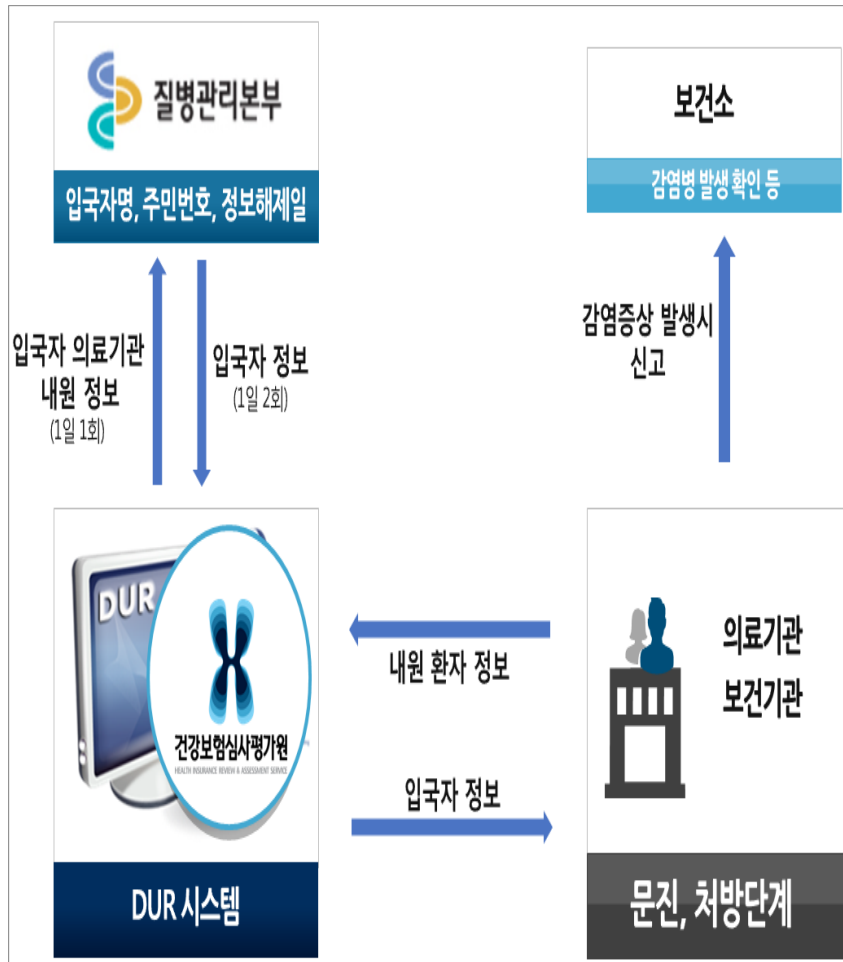 질병관리본부
입국자명, 주민번호, 정보해제일
보건소
감염병 발생 확인 등
입국자 의료기관
내원 정보
(1일 1회)
입국자 정보
(1일 2회)
감염증상 발생시
신고
DUR
건강보험심사평가원
HEALTH INSURANCE REVIEW & ASSESSMENT SERVICE
DUR 시스템
내원 환자 정보
입국자 정보
의료기관
보건기관
문진, 처방단계